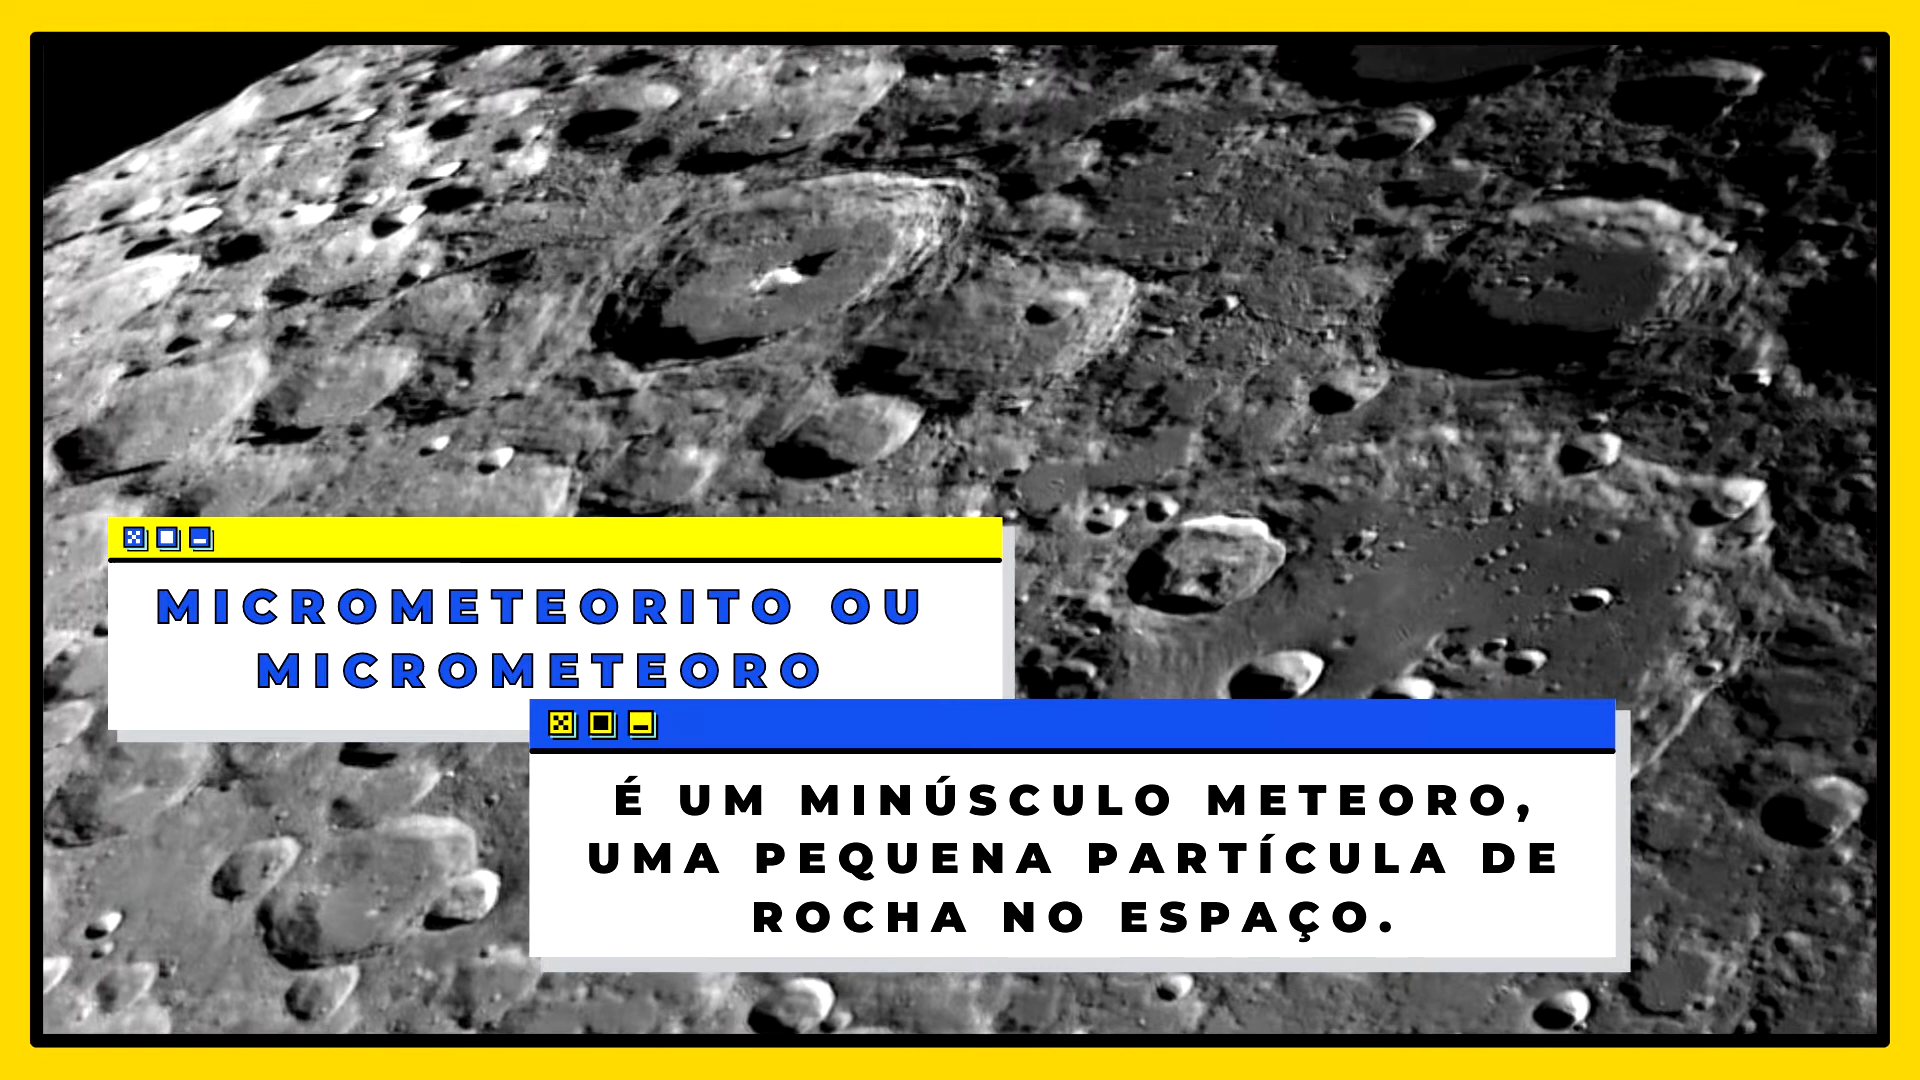 MICROMETEORITO OU
MICROMETEORO
É UM MINÚSCULO METEORO,
UMA PEQUENA PARTÍCULA DE
ROCHA NO ESPAÇO.